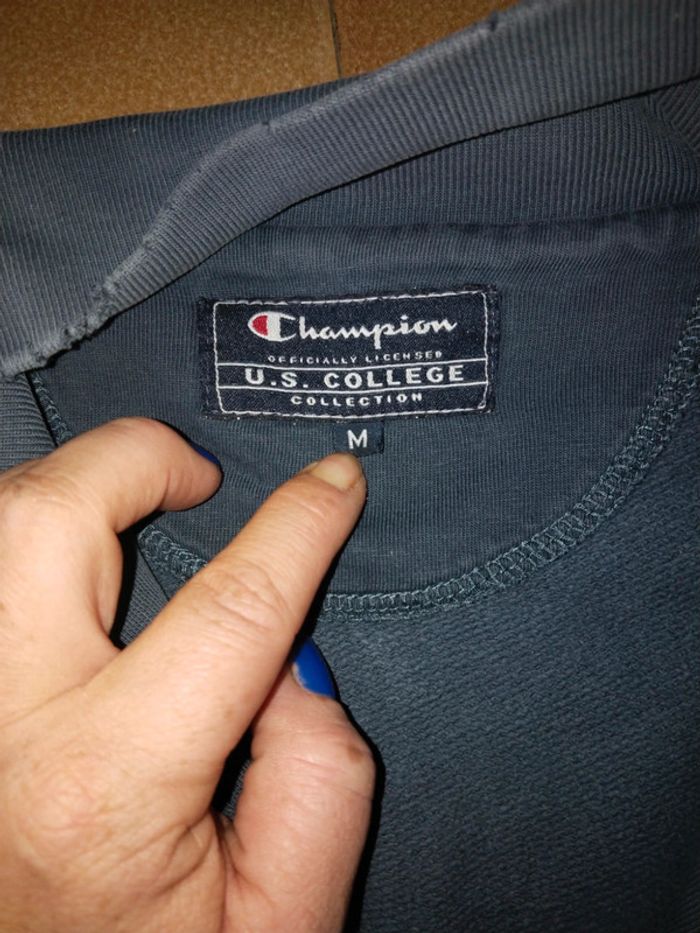 Champion
OFFICIALLY LICENSED
U.S. COLLEGE
COLLECTION
M